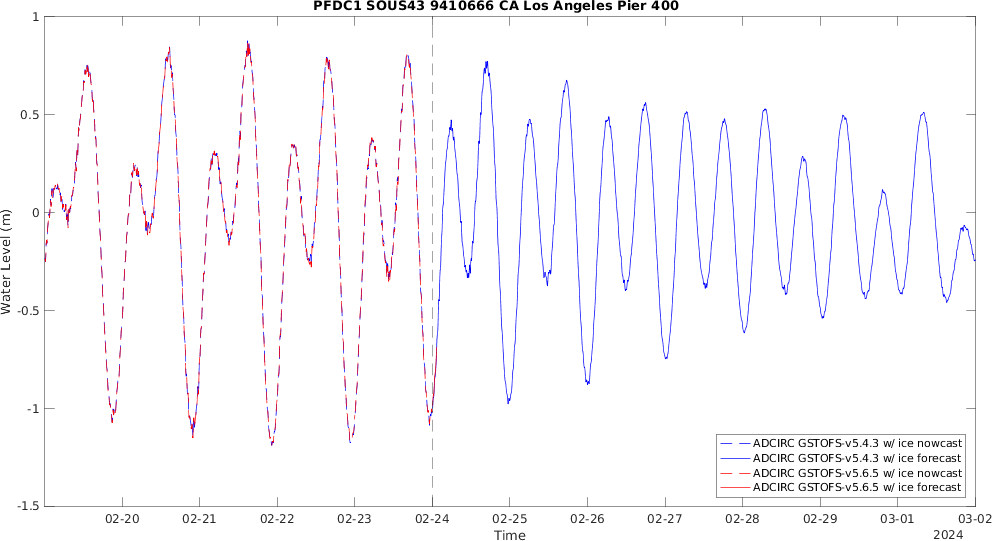 PFDC1 SOUS43 9410666 CA Los Angeles Pier 400
1
0.5
0
-0.5
-1
-1.5
Water Level (m)
02-20 02-21 02-22 02-23 02-24 02-25 02-26 02-27 02-28 02-29 03-01 03-02
Time
2024
ADCIRC GSTOFS-v5.4.3 w/ ice nowcast
ADCIRC GSTOFS-v5.4.3 w/ ice forecast
ADCIRC GSTOFS-v5.6.5 w/ ice nowcast
ADCIRC GSTOFS-v5.6.5 w/ ice forecast